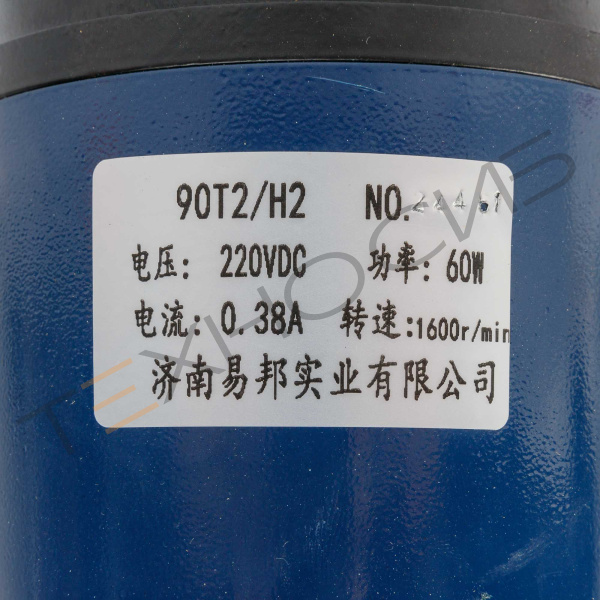 90T2/H2 NO.
电压: 220VDC 功率: 60W
电流: 0.38A 转速:1600r/min
济南易邦实业有限公司
ТЕХНОСИБ